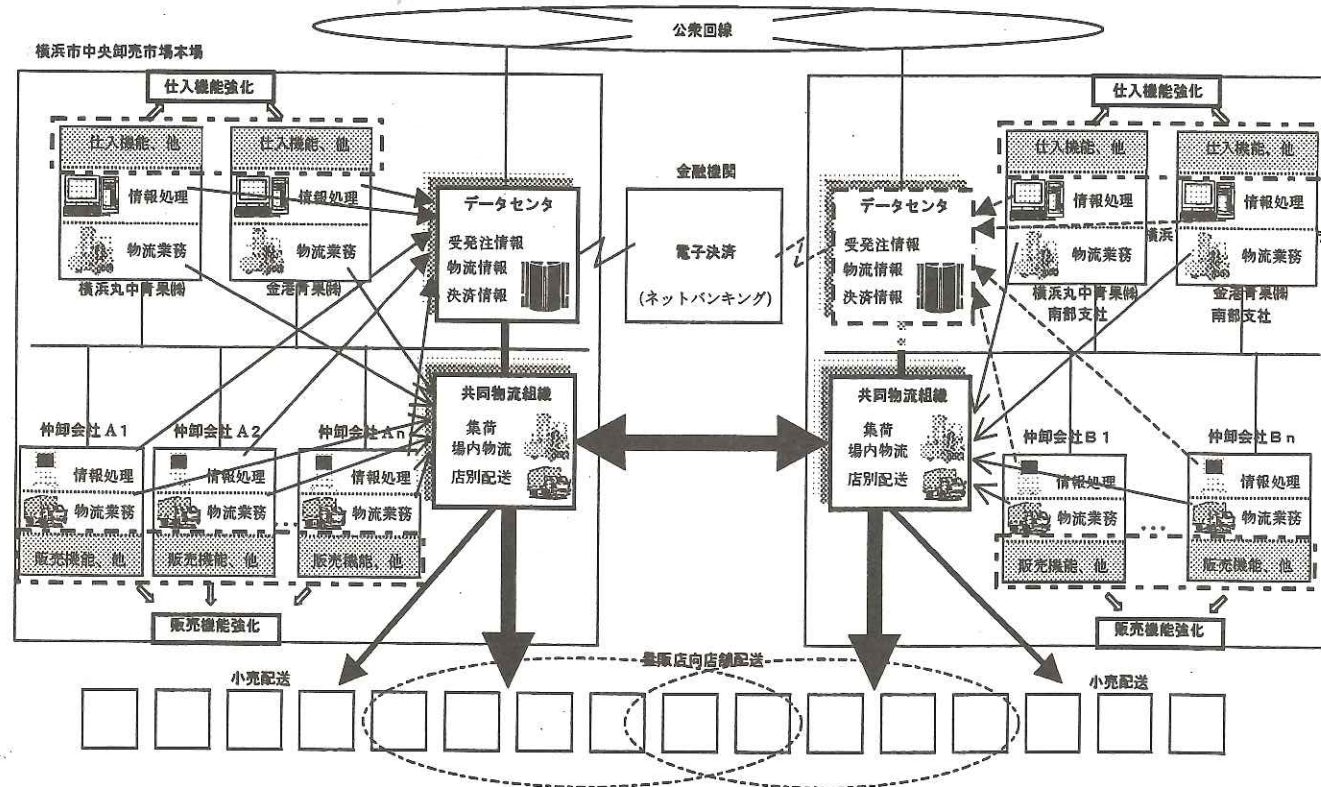 公衆回線
横浜市中央卸売市場本場
仕入機能強化
仕入機能、他
仕入機能、他
情報処理
情報処理
物流業務
物流業務
横浜丸中青果㈱
金港青果㈱
データセンタ
受発注情報
物流情報
決済情報
金融機関
電子決済
(ネットバンキング)
データセンタ
受発注情報
物流情報
決済情報
仕入機能強化
仕入機能、他
仕入機能、他
情報処理
情報処理
横浜
物流業務
物流業務
横浜丸中青果㈱
南部支社
金港青果㈱
南部支社
共同物流組織
集荷
場内物流
店別配送
共同物流組織
集荷
場内物流
店別配送
仲卸会社A1
仲卸会社A2
仲卸会社An
情報処理
情報処理
情報処理
物流業務
物流業務
…
物流業務
販売機能、他
販売機能、他
販売機能、他
販売機能強化
仲卸会社B1
仲卸会社Bn
情報処理
情報処理
物流業務
…
物流業務
販売機能、他
販売機能、他
販売機能強化
量販店向店舗配送
小売配送
小売配送